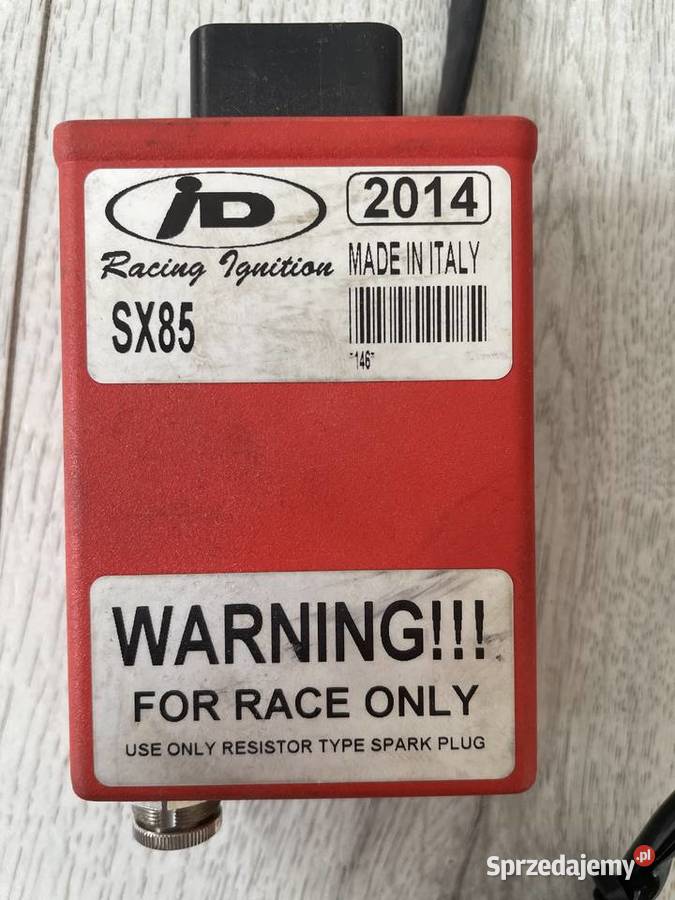 JD
2014
Racing Ignition
MADE IN ITALY
SX85
"146"
WARNING!!!
FOR RACE ONLY
USE ONLY RESISTOR TYPE SPARK PLUG
Sprzedajemy.pl